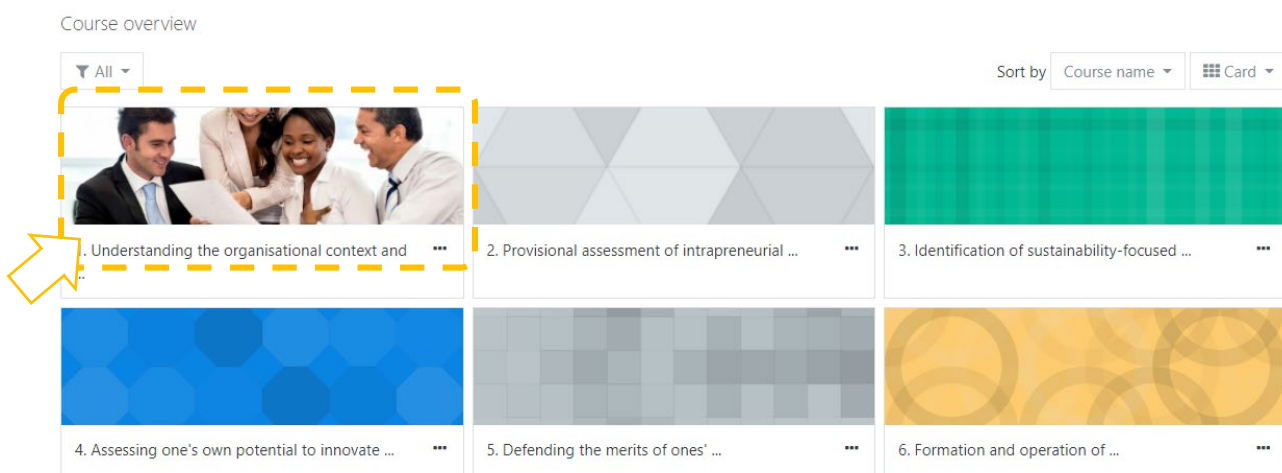 Course overview
All
Sort by Course name Card
1. Understanding the organisational context and
...
2. Provisional assessment of intrapreneurial ...
3. Identification of sustainability-focused ...
4. Assessing one's own potential to innovate ...
5. Defending the merits of ones' ...
6. Formation and operation of ...